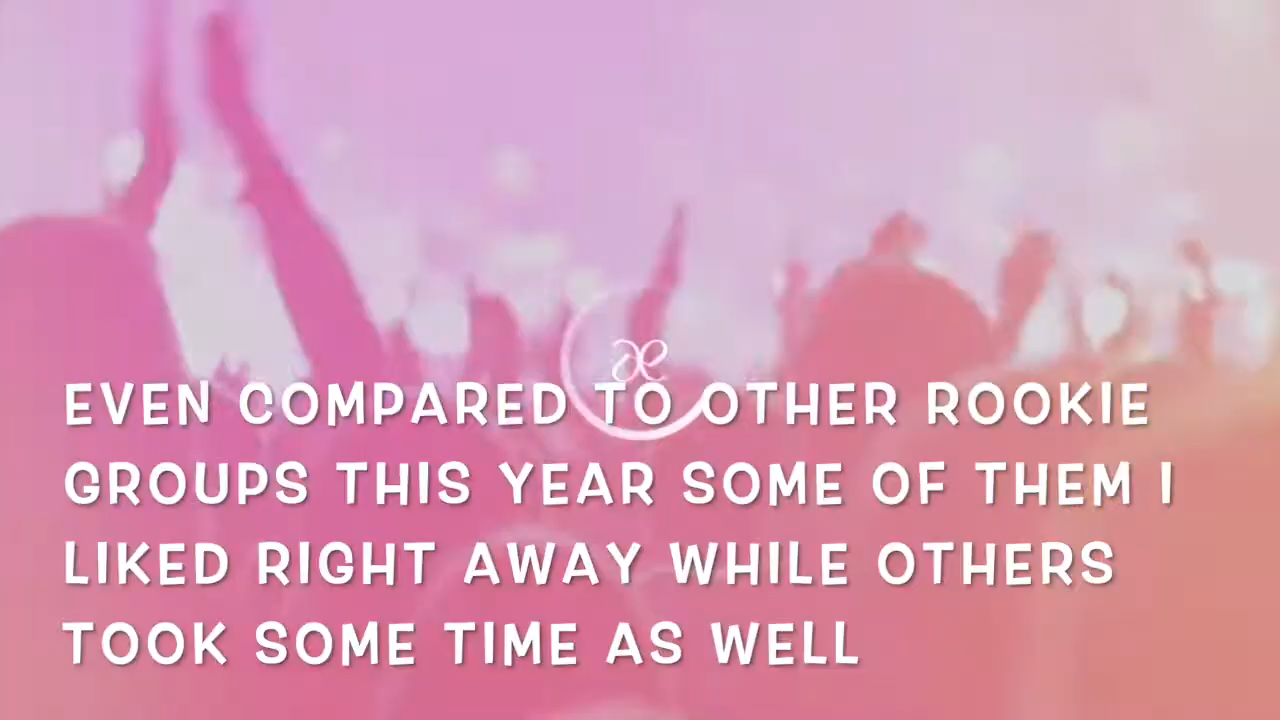 æ
EVEN COMPARED TO OTHER ROOKIE
GROUPS THIS YEAR SOME OF THEM I
LIKED RIGHT AWAY WHILE OTHERS
TOOK SOME TIME AS WELL